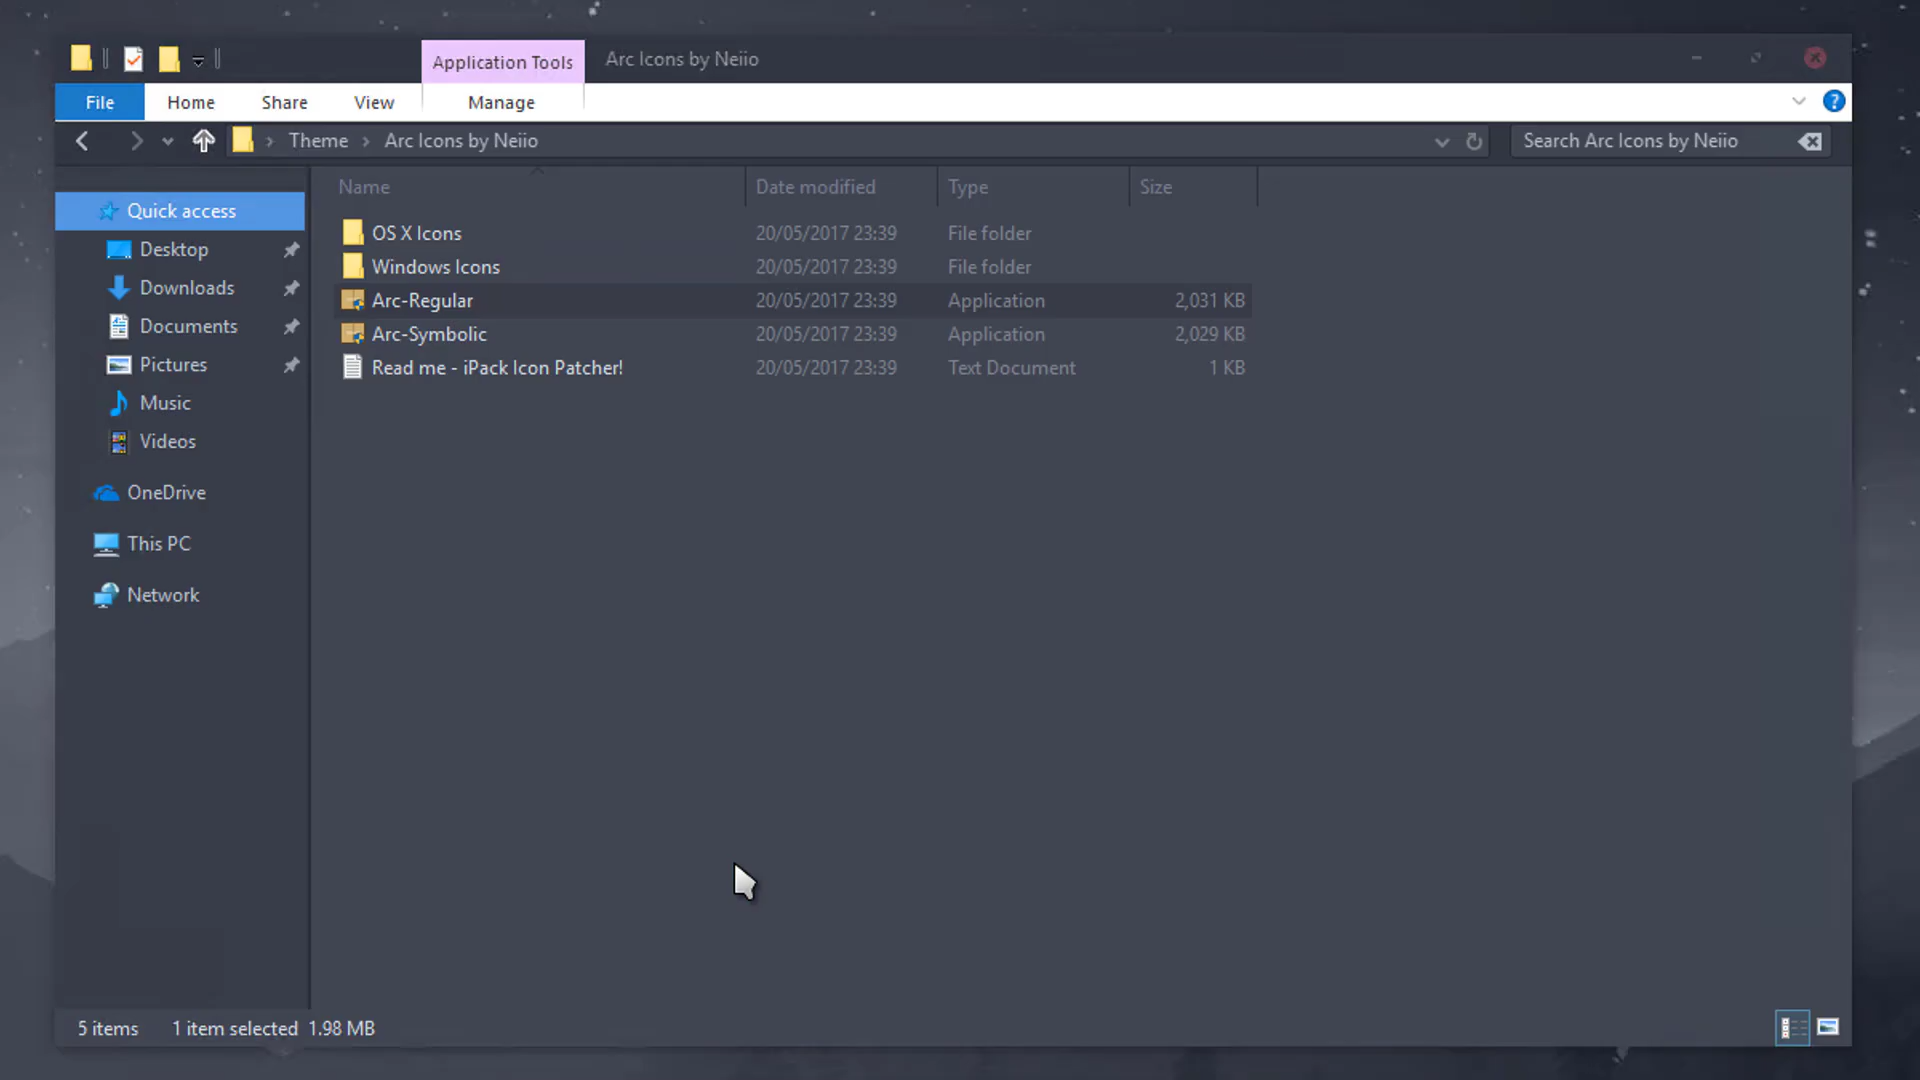 Application Tools
Arc Icons by Neiio
File Home Share View Manage
Theme Arc Icons by Neiio
Search Arc Icons by Neiio
Name Date modified Type Size
Quick access
Desktop
Downloads
Documents
Pictures
Music
Videos
OneDrive
This PC
Network
OS X Icons 20/05/2017 23:39 File folder
Windows Icons 20/05/2017 23:39 File folder
Arc-Regular 20/05/2017 23:39 Application 2,031 KB
Arc-Symbolic 20/05/2017 23:39 Application 2,029 KB
Read me - iPack Icon Patcher! 20/05/2017 23:39 Text Document 1 KB
5 items 1 item selected 1.98 MB